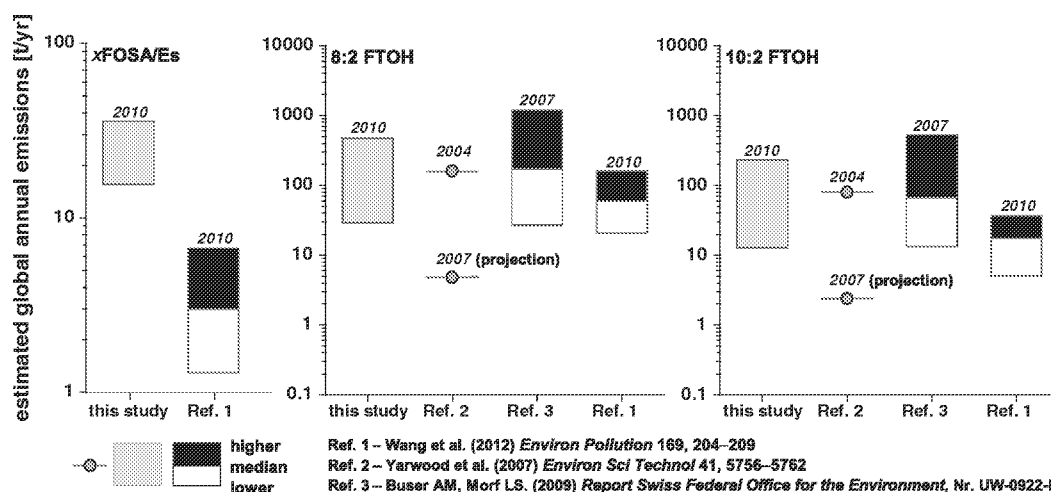 estimated global annual emissions [t/yr]
100
10
1
xFOSA/Es
2010
2010
this study
Ref. 1
10000
1000
100
10
1
0.1
8:2 FTOH
2010
2004
2007 (projection)
2007
2010
this study
Ref. 2
Ref. 3
Ref. 1
10000
1000
100
10
1
0.1
10:2 FTOH
2010
2004
2007 (projection)
2007
2010
this study
Ref. 2
Ref. 3
Ref. 1
higher
median
lower
Ref. 1 – Wang et al. (2012) Environ Pollution 169, 204–209
Ref. 2 – Yarwood et al. (2007) Environ Sci Technol 41, 5756–5762
Ref. 3 – Buser AM, Morf LS. (2009) Report Swiss Federal Office for the Environment, Nr. UW-0922-